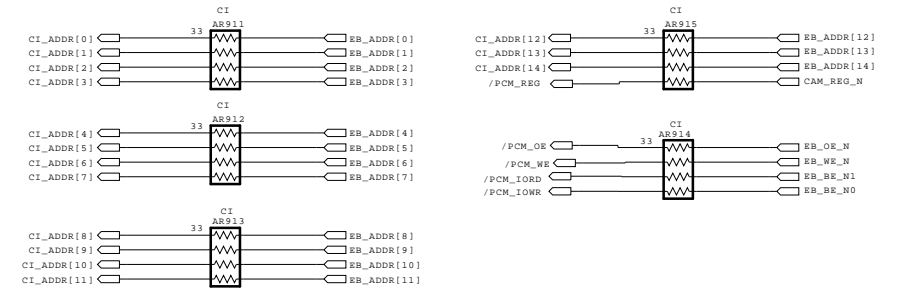 CI
AR911
33
CI_ADDR[0] EB_ADDR[0]
CI_ADDR[1] EB_ADDR[1]
CI_ADDR[2] EB_ADDR[2]
CI_ADDR[3] EB_ADDR[3]
CI
AR912
33
CI_ADDR[4] EB_ADDR[4]
CI_ADDR[5] EB_ADDR[5]
CI_ADDR[6] EB_ADDR[6]
CI_ADDR[7] EB_ADDR[7]
CI
AR913
33
CI_ADDR[8] EB_ADDR[8]
CI_ADDR[9] EB_ADDR[9]
CI_ADDR[10] EB_ADDR[10]
CI_ADDR[11] EB_ADDR[11]
CI
AR915
33
CI_ADDR[12] EB_ADDR[12]
CI_ADDR[13] EB_ADDR[13]
CI_ADDR[14] EB_ADDR[14]
/PCM_REG CAM_REG_N
CI
AR914
33
/PCM_OE EB_OE_N
/PCM_WE EB_WE_N
/PCM_IORD EB_BE_N1
/PCM_IOWR EB_BE_N0